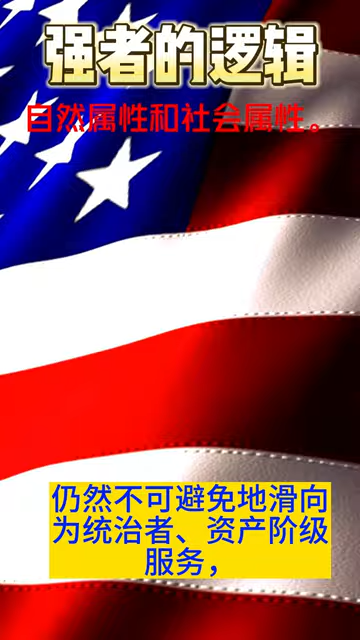 强者的逻辑
自然属性和社会属性。
仍然不可避免地滑向
为统治者、资产阶级
服务，